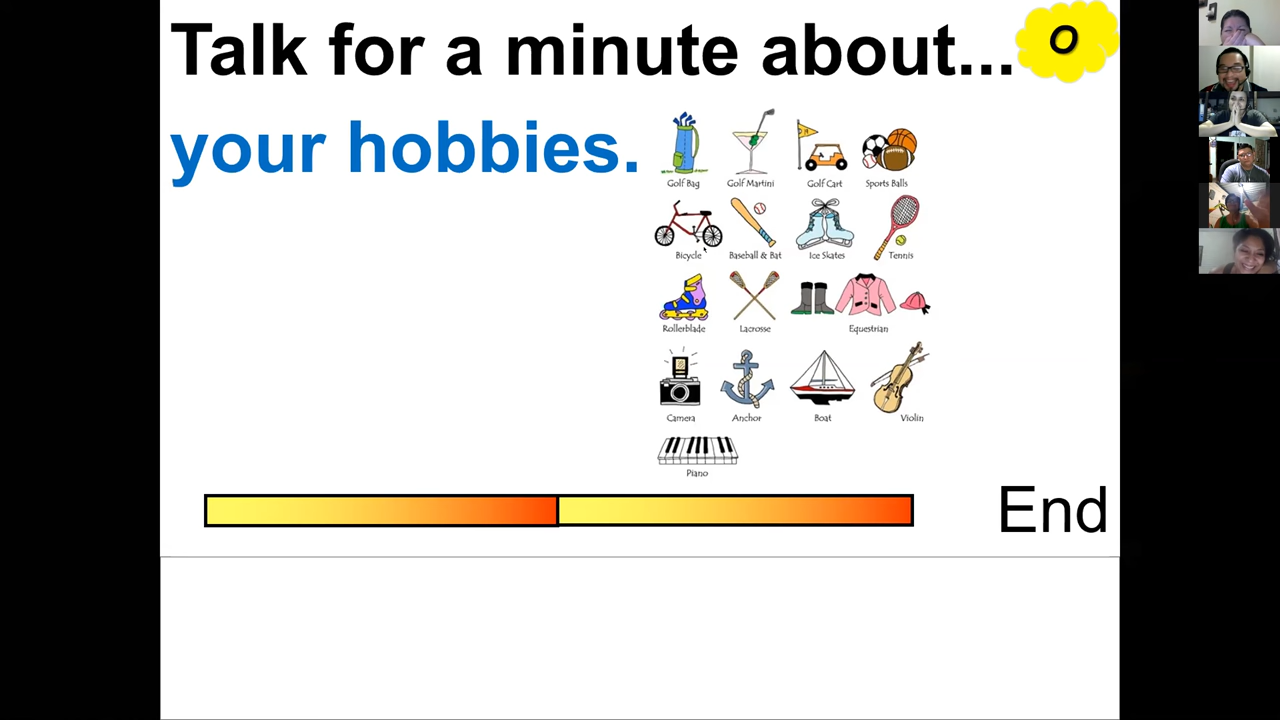 Talk for a minute about...
O
your hobbies.
Golf Bag
Golf Martini
Golf Cart
Sports Balls
Bicycle
Baseball & Bat
Ice Skates
Tennis
Rollerblade
Lacrosse
Equestrian
Camera
Anchor
Boat
Violin
Piano
End